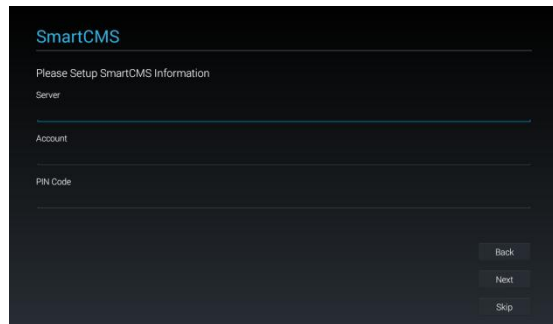 SmartCMS
Please Setup SmartCMS Information
Server
Account
PIN Code
Back
Next
Skip